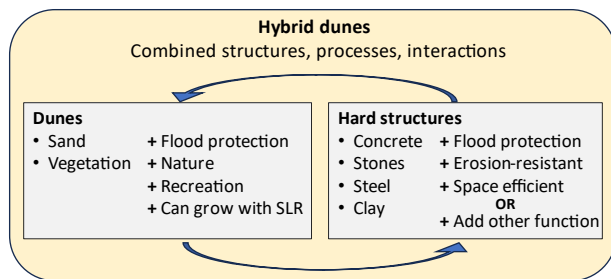 Hybrid dunes
Combined structures, processes, interactions
Dunes
• Sand
• Vegetation
+ Flood protection
+ Nature
+ Recreation
+ Can grow with SLR
Hard structures
• Concrete
• Stones
• Steel
• Clay
+ Flood protection
+ Erosion-resistant
+ Space efficient
OR
+ Add other function